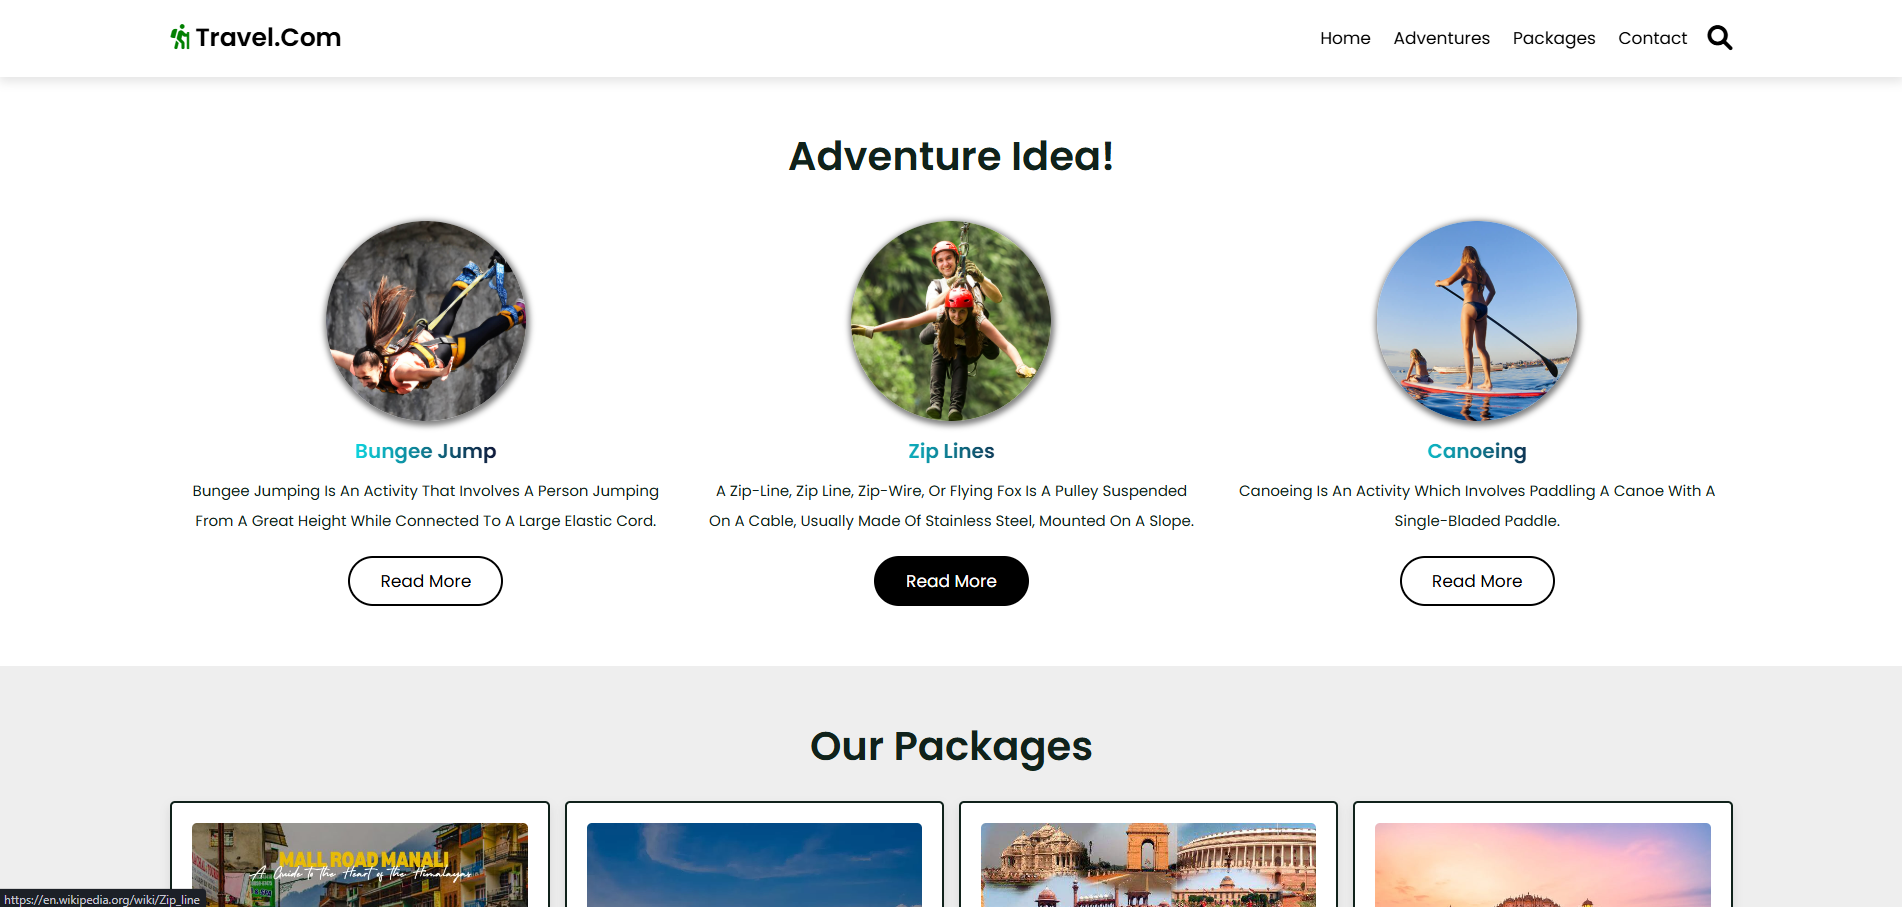 Travel.Com
Home Adventures Packages Contact
Adventure Idea!
Bungee Jump
Bungee Jumping Is An Activity That Involves A Person Jumping
From A Great Height While Connected To A Large Elastic Cord.
Read More
Zip Lines
A Zip-Line, Zip Line, Zip-Wire, Or Flying Fox Is A Pulley Suspended
On A Cable, Usually Made Of Stainless Steel, Mounted On A Slope.
Read More
Canoeing
Canoeing Is An Activity Which Involves Paddling A Canoe With A
Single-Bladed Paddle.
Read More
Our Packages
MALL ROAD MANALI
A Guide to the Heart of the Himalayas
https://en.wikipedia.org/wiki/Zip_line